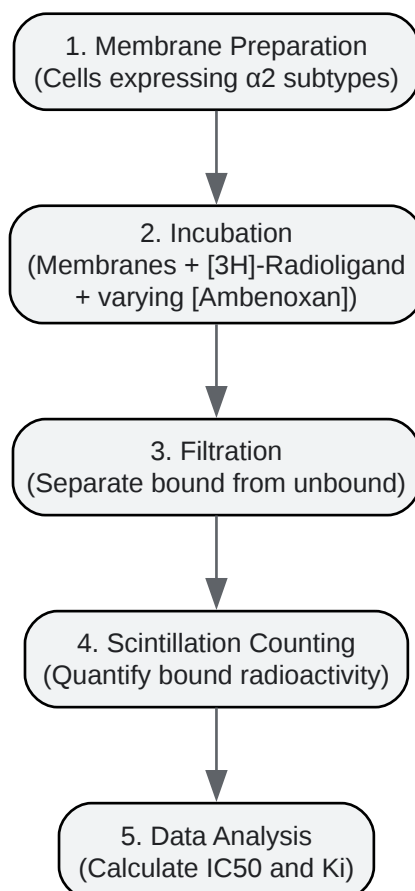 1. Membrane Preparation
(Cells expressing α2 subtypes)
2. Incubation
(Membranes + [3H]-Radioligand
+ varying [Ambenoxan])
3. Filtration
(Separate bound from unbound)
4. Scintillation Counting
(Quantify bound radioactivity)
5. Data Analysis
(Calculate IC50 and Ki)